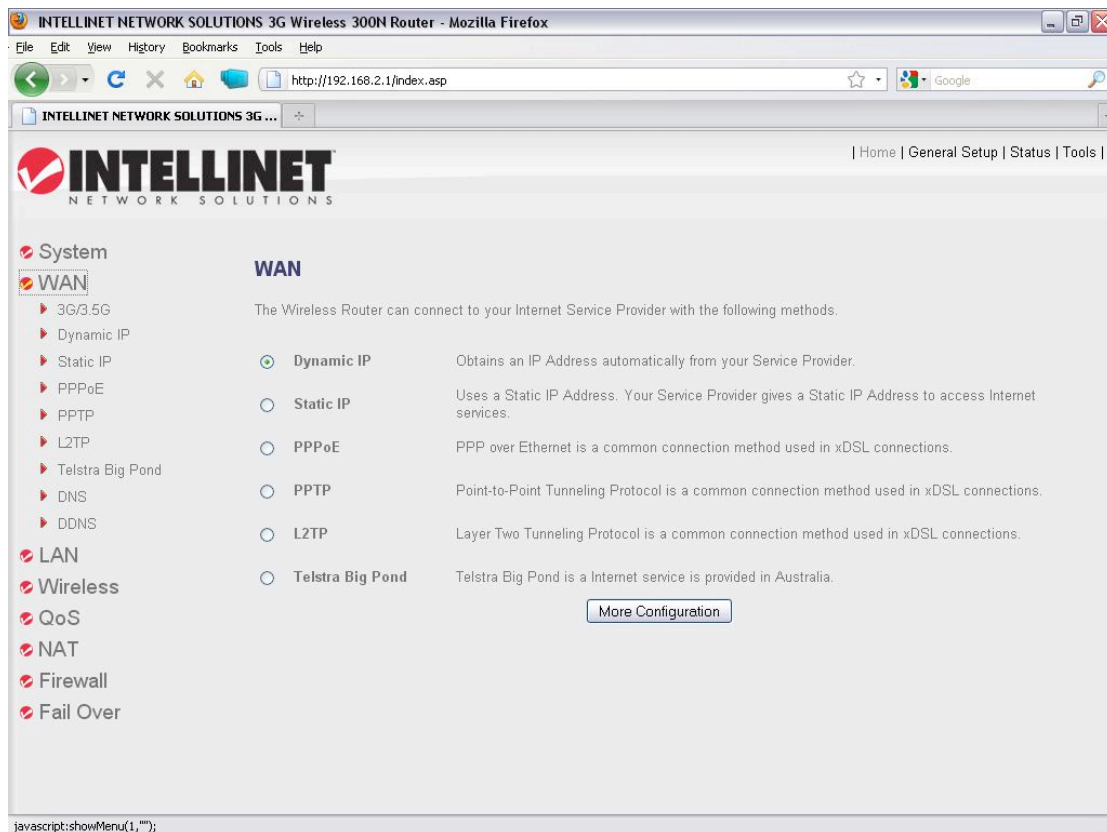 INTELLINET NETWORK SOLUTIONS 3G Wireless 300N Router - Mozilla Firefox
File Edit View History Bookmarks Tools Help
http://192.168.2.1/index.asp
Google
INTELLINET NETWORK SOLUTIONS 3G ...
INTELLINET
NETWORK SOLUTIONS
| Home | General Setup | Status | Tools |
System
WAN
3G/3.5G
Dynamic IP
Static IP
PPPoE
PPTP
L2TP
Telstra Big Pond
DNS
DDNS
LAN
Wireless
QoS
NAT
Firewall
Fail Over
WAN
The Wireless Router can connect to your Internet Service Provider with the following methods.
Dynamic IP Obtains an IP Address automatically from your Service Provider.
Static IP Uses a Static IP Address. Your Service Provider gives a Static IP Address to access Internet
services.
PPPoE PPP over Ethernet is a common connection method used in xDSL connections.
PPTP Point-to-Point Tunneling Protocol is a common connection method used in xDSL connections.
L2TP Layer Two Tunneling Protocol is a common connection method used in xDSL connections.
Telstra Big Pond Telstra Big Pond is a Internet service is provided in Australia.
More Configuration
javascript:showMenu(1,"");